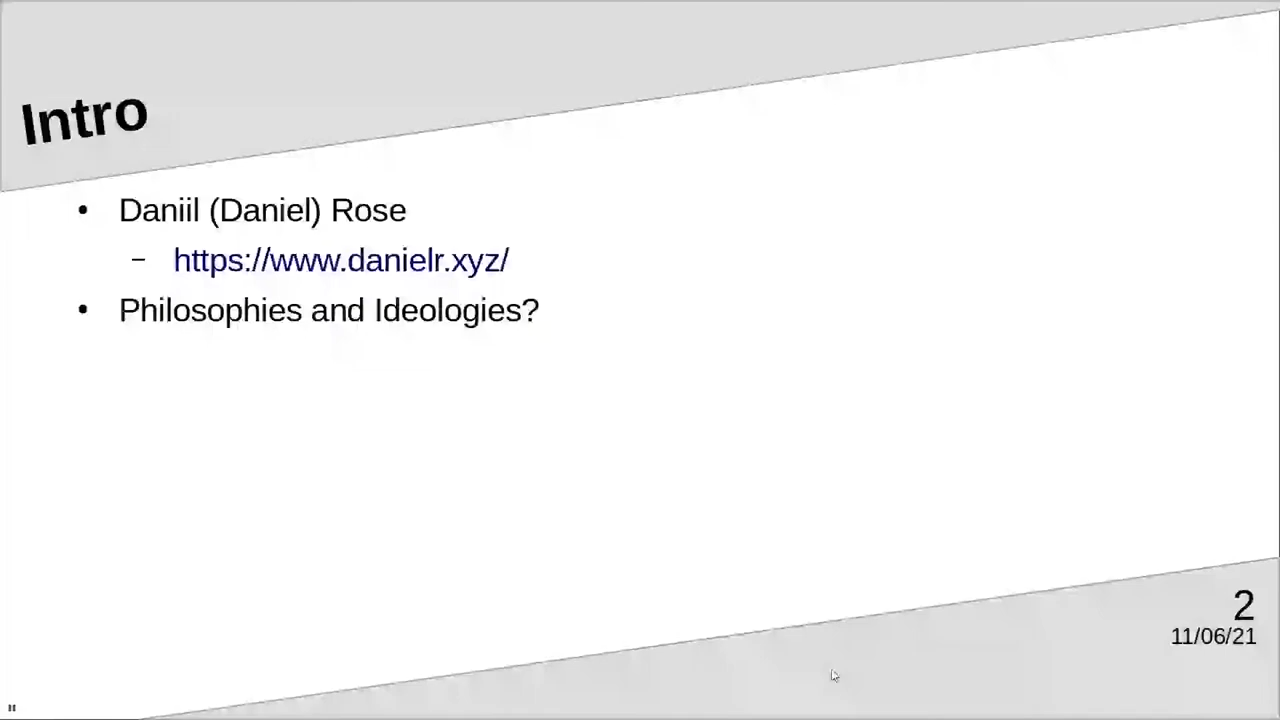 Intro
• Daniil (Daniel) Rose
– https://www.danielr.xyz/
• Philosophies and Ideologies?
2
11/06/21